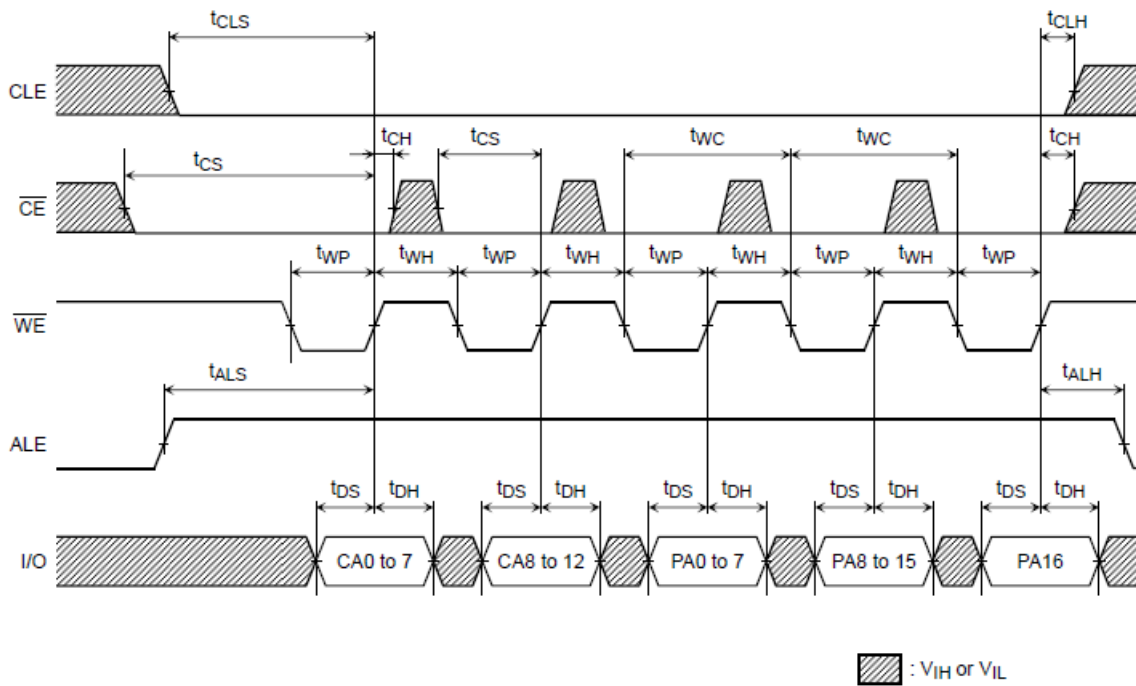 tCLS tCLH
CLE
tCH tCS tWC tWC tCH
tCS
CE
tWP tWH tWP tWH tWP tWH tWP tWH tWP
WE
tALS tALH
ALE
tDS tDH tDS tDH tDS tDH tDS tDH tDS tDH
I/O CA0 to 7 CA8 to 12 PA0 to 7 PA8 to 15 PA16
: VIH or VIL